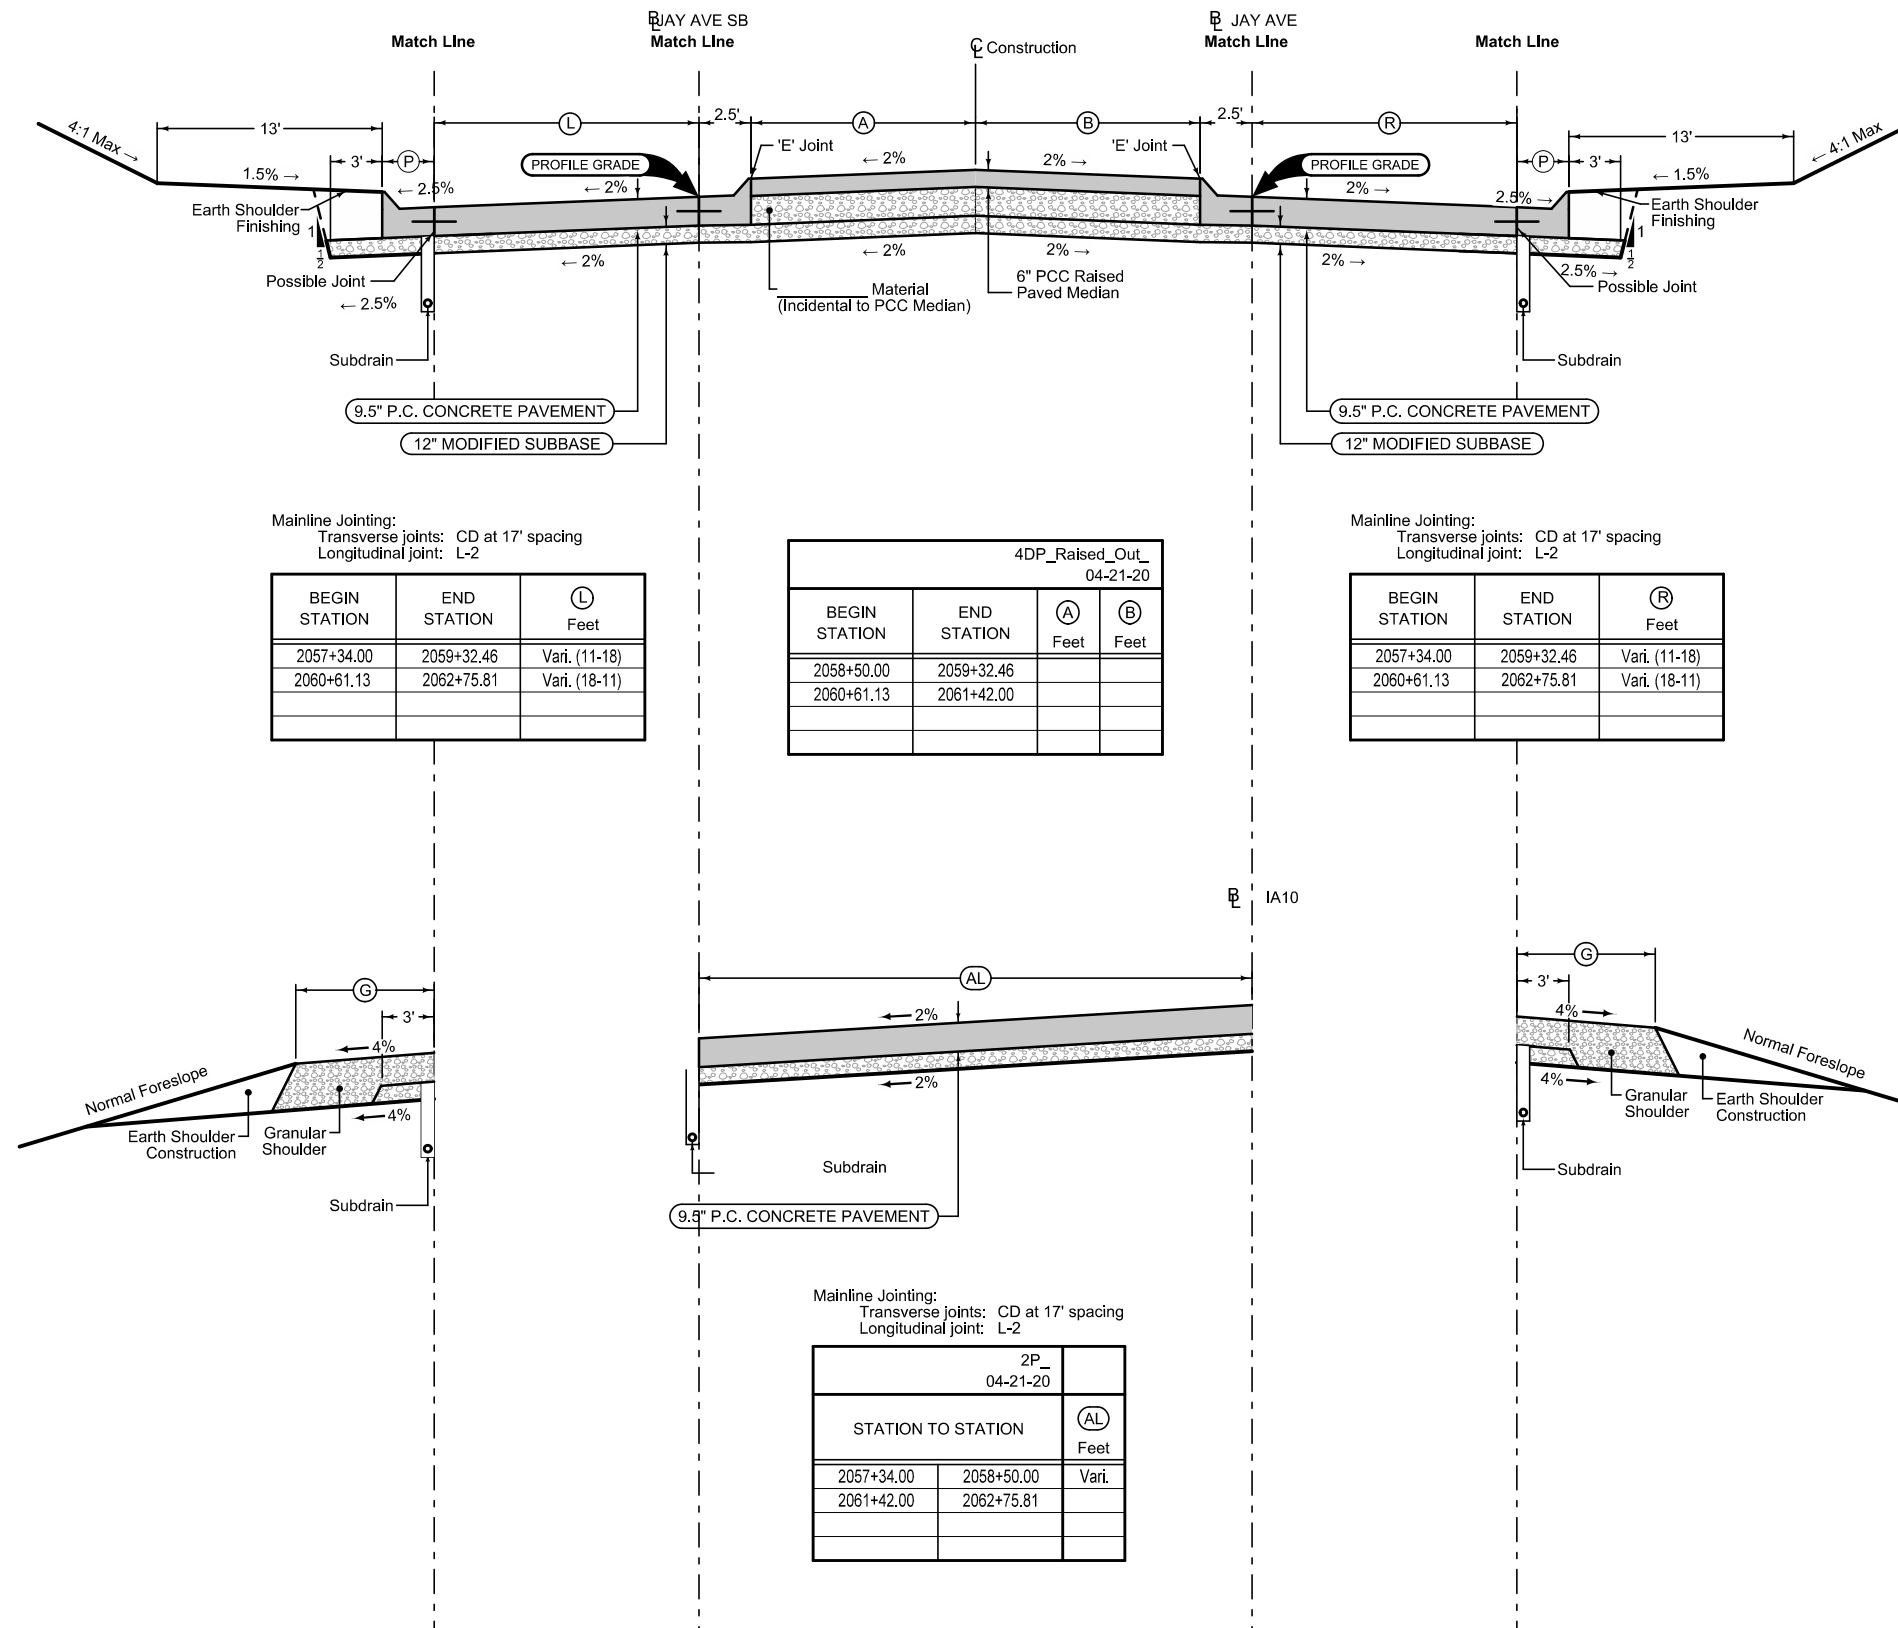 BL JAY AVE SB
BL JAY AVE
Match LIne
Match LIne
CL Construction
Match LIne
Match LIne
4:1 Max →
13'
L
2.5'
A
B
2.5'
R
13'
← 4:1 Max
3'
P
PROFILE GRADE
'E' Joint
← 2%
2% →
'E' Joint
PROFILE GRADE
P
3'
1.5% →
← 2.5%
← 2%
2% →
2.5% →
← 1.5%
Earth Shoulder
Finishing
Earth Shoulder
Finishing
1
1/2
1
1/2
← 2%
← 2%
2% →
2% →
2.5% →
Possible Joint
← 2.5%
________ Material
(Incidental to PCC Median)
6" PCC Raised
Paved Median
Possible Joint
Subdrain
Subdrain
9.5" P.C. CONCRETE PAVEMENT
9.5" P.C. CONCRETE PAVEMENT
12" MODIFIED SUBBASE
12" MODIFIED SUBBASE
Mainline Jointing:
Transverse joints: CD at 17' spacing
Longitudinal joint: L-2
BEGIN STATION END STATION L Feet
2057+34.00 2059+32.46 Vari. (11-18)
2060+61.13 2062+75.81 Vari. (18-11)
4DP_Raised_Out_
04-21-20
BEGIN STATION END STATION A Feet B Feet
2058+50.00 2059+32.46
2060+61.13 2061+42.00
Mainline Jointing:
Transverse joints: CD at 17' spacing
Longitudinal joint: L-2
BEGIN STATION END STATION R Feet
2057+34.00 2059+32.46 Vari. (11-18)
2060+61.13 2062+75.81 Vari. (18-11)
BL IA10
G
3'
← 4%
Normal Foreslope
← 4%
Earth Shoulder
Construction
Granular
Shoulder
Subdrain
AL
← 2%
← 2%
Subdrain
9.5" P.C. CONCRETE PAVEMENT
G
3'
4% →
Normal Foreslope
4% →
Granular
Shoulder
Earth Shoulder
Construction
Subdrain
Mainline Jointing:
Transverse joints: CD at 17' spacing
Longitudinal joint: L-2
2P_
04-21-20
STATION TO STATION AL Feet
2057+34.00 2058+50.00 Vari.
2061+42.00 2062+75.81